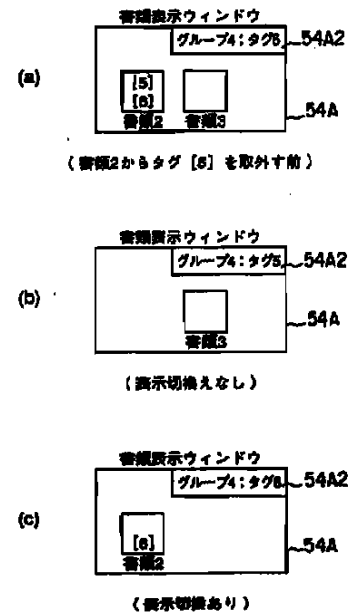 書類表示ウィンドウ
グループ4:タグ5
54A2
(a)
[5]
[6]
54A
書類2
書類3
(書類2からタグ [5] を取外す前)
書類表示ウィンドウ
グループ4:タグ5
54A2
(b)
54A
書類3
(表示切換えなし)
書類表示ウィンドウ
グループ4:タグ6
54A2
(c)
[6]
54A
書類2
(表示切換あり)